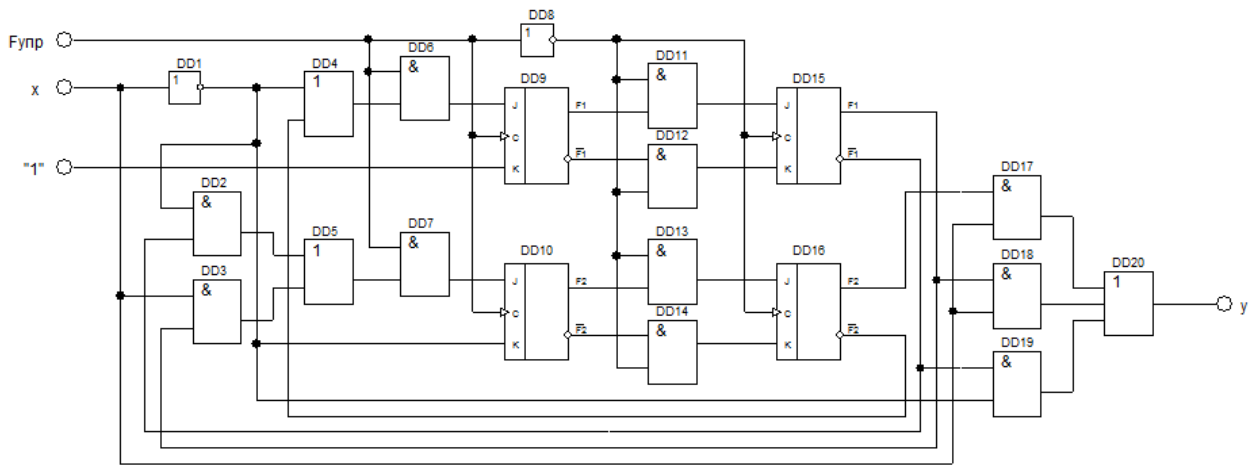 Fупр
DD8
1
DD1
1
x
DD4
1
DD6
&
DD9
J
C
K
F1
F1
DD11
&
DD12
&
DD15
J
C
K
F1
F1
"1"
DD2
&
DD3
&
DD5
1
DD7
&
DD10
J
C
K
F2
F2
DD13
&
DD14
&
DD16
J
C
K
F2
F2
DD17
&
DD18
&
DD19
&
DD20
1
y